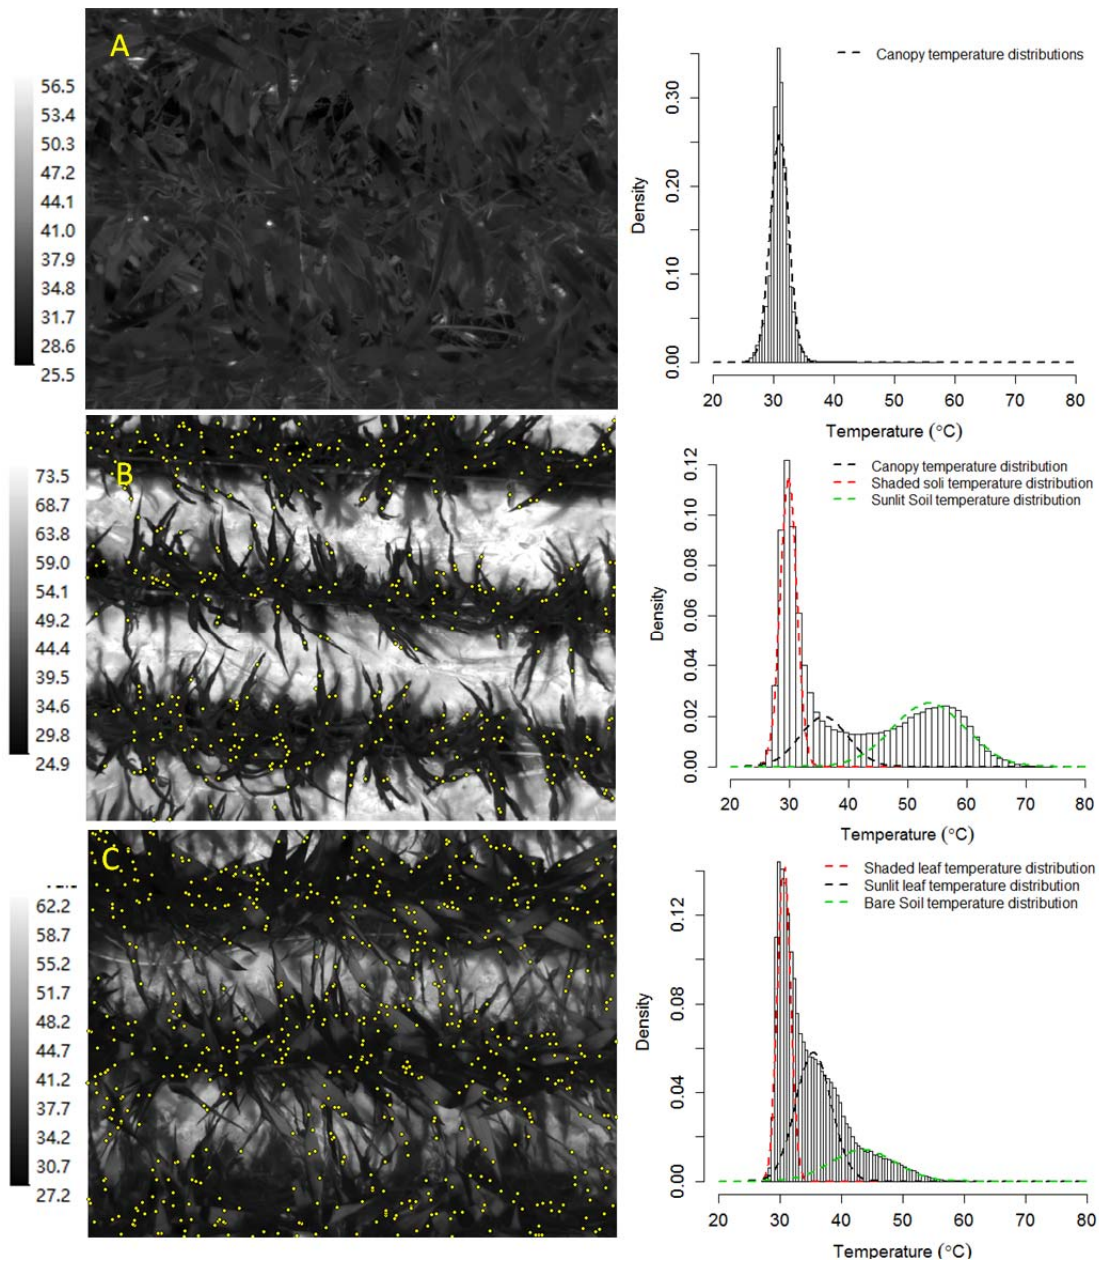 A
56.5
53.4
50.3
47.2
44.1
41.0
37.9
34.8
31.7
28.6
25.5
Canopy temperature distributions
Density
0.30
0.20
0.10
0.00
20 30 40 50 60 70 80
Temperature (°C)
B
73.5
68.7
63.8
59.0
54.1
49.2
44.4
39.5
34.6
29.8
24.9
Canopy temperature distribution
Shaded soli temperature distribution
Sunlit Soil temperature distribution
Density
0.12
0.10
0.08
0.06
0.04
0.02
0.00
20 30 40 50 60 70 80
Temperature (°C)
C
62.2
58.7
55.2
51.7
48.2
44.7
41.2
37.7
34.2
30.7
27.2
Shaded leaf temperature distribution
Sunlit leaf temperature distribution
Bare Soil temperature distribution
Density
0.12
0.08
0.04
0.00
20 30 40 50 60 70 80
Temperature (°C)